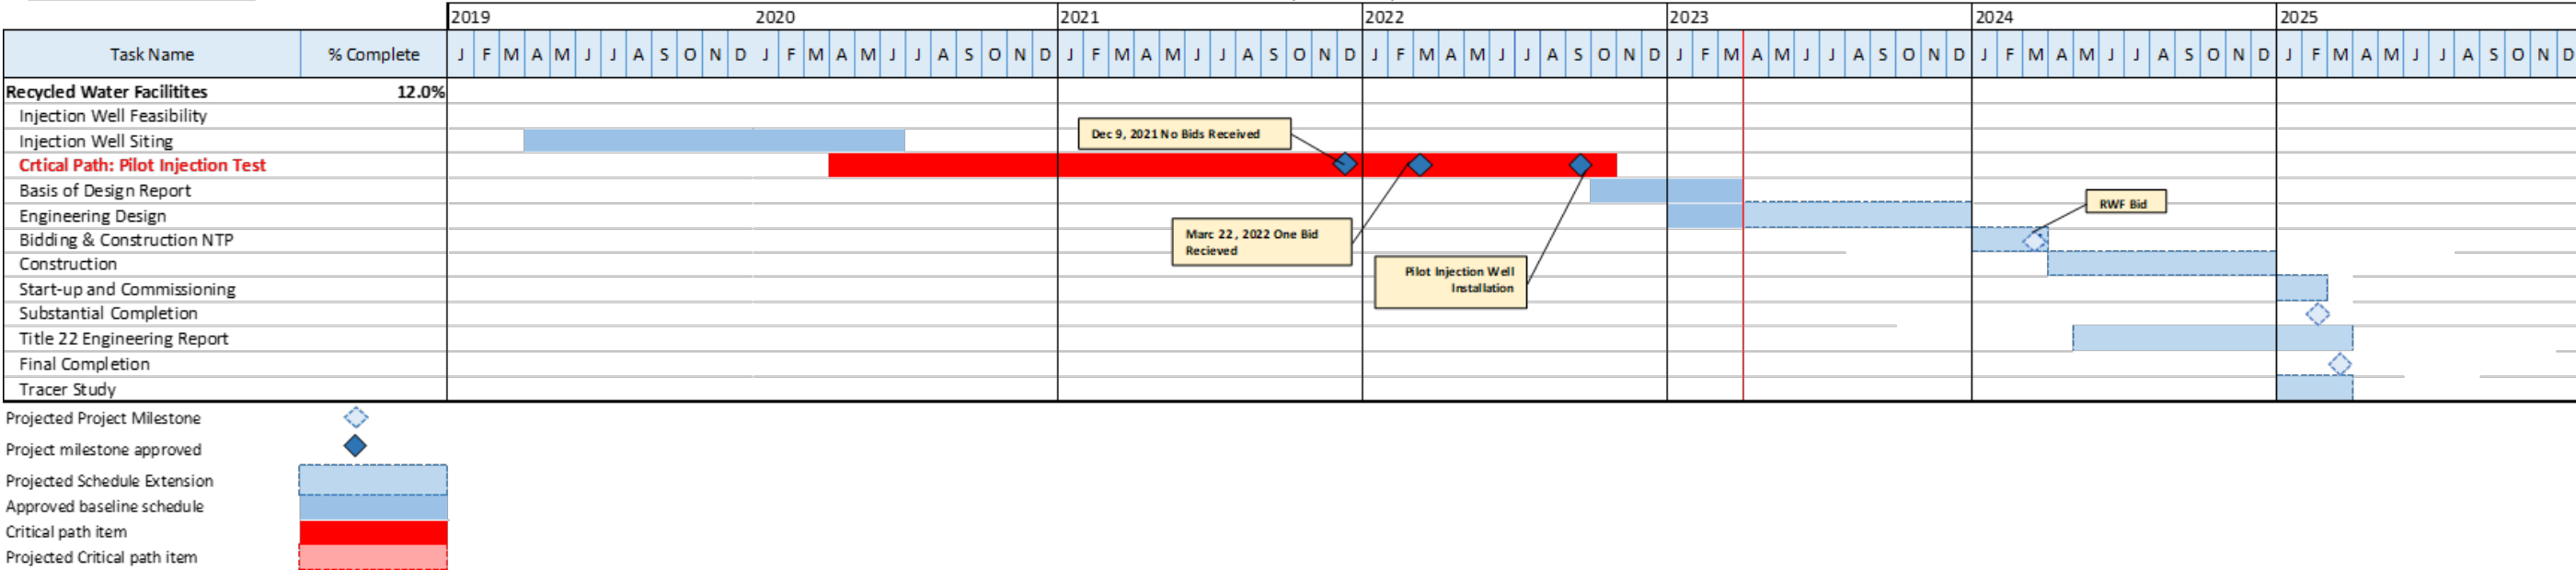 2019 2020 2021 2022 2023 2024 2025
Task Name % Complete J F M A M J J A S O N D J F M A M J J A S O N D J F M A M J J A S O N D J F M A M J J A S O N D J F M A M J J A S O N D J F M A M J J A S O N D J F M A M J J A S O N D
Recycled Water Facilitites 12.0%
Injection Well Feasibility
Injection Well Siting
Dec 9, 2021 No Bids Received
Crtical Path: Pilot Injection Test
Basis of Design Report
RWF Bid
Engineering Design
Marc 22, 2022 One Bid
Recieved
Bidding & Construction NTP
Construction
Pilot Injection Well
Installation
Start-up and Commissioning
Substantial Completion
Title 22 Engineering Report
Final Completion
Tracer Study
Projected Project Milestone
Project milestone approved
Projected Schedule Extension
Approved baseline schedule
Critical path item
Projected Critical path item